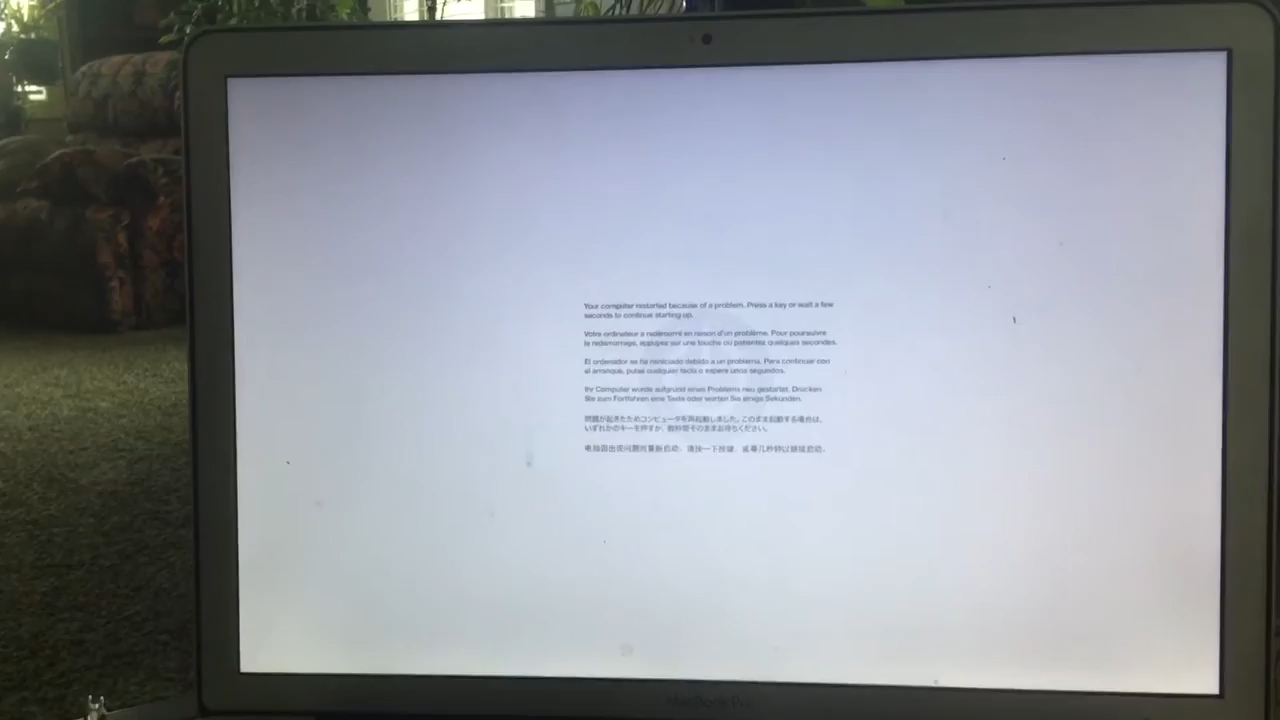 Your computer restarted because of a problem. Press a key or wait a few
seconds to continue starting up.
Votre ordinateur a redémarré en raison d'un problème. Pour poursuivre
le redémarrage, appuyez sur une touche ou patientez quelques secondes.
El ordenador se ha reiniciado debido a un problema. Para continuar con
el arranque, pulse cualquier tecla o espere unos segundos.
Ihr Computer wurde aufgrund eines Problems neu gestartet. Drücken
Sie zum Fortfahren eine Taste oder warten Sie einige Sekunden.
問題が起きたためコンピュータを再起動しました。このまま起動する場合は、
いずれかのキーを押すか、数秒間そのままお待ちください。
电脑因出现问题而重新启动。请按一下按键，或等几秒钟以继续启动。
MacBook Pro